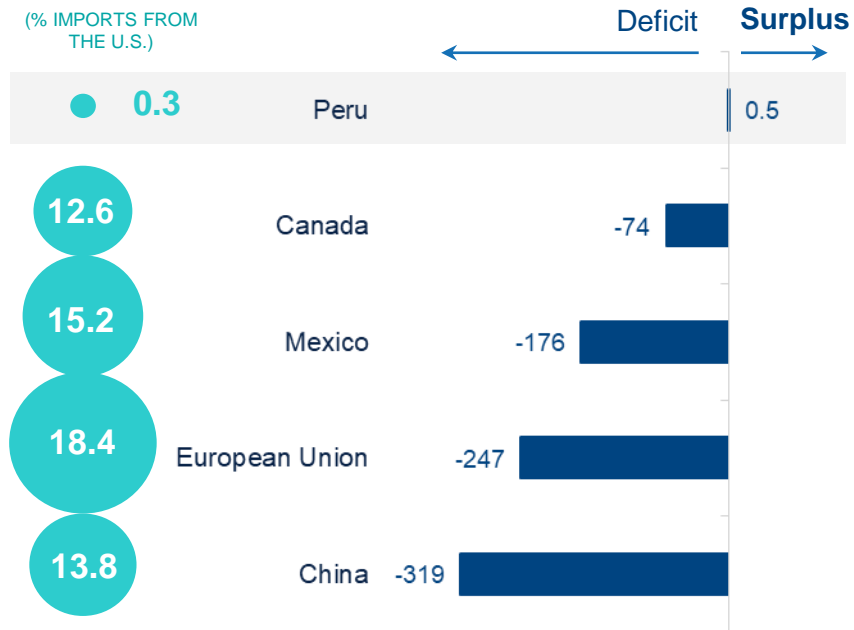 (% IMPORTS FROM
THE U.S.)
Deficit
Surplus
0.3
Peru
0.5
12.6
Canada
-74
15.2
Mexico
-176
18.4
European Union
-247
13.8
China
-319